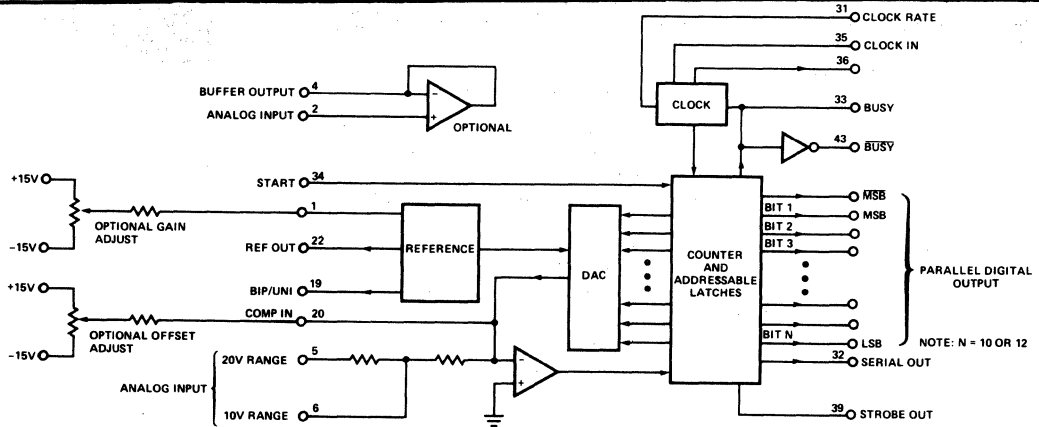 31 CLOCK RATE
35 CLOCK IN
36
BUFFER OUTPUT 4
CLOCK
33 BUSY
ANALOG INPUT 2
- +
OPTIONAL
43 BUSY
+15V
START 34
MSB
BIT 1 MSB
OPTIONAL GAIN
ADJUST
1
BIT 2
-15V
REF OUT 22
REFERENCE
DAC
COUNTER
AND
ADDRESSABLE
LATCHES
BIT 3
PARALLEL DIGITAL
OUTPUT
+15V
BIP/UNI 19
COMP IN 20
OPTIONAL OFFSET
ADJUST
BIT N
LSB
NOTE: N = 10 OR 12
-15V
20V RANGE 5
- +
32 SERIAL OUT
ANALOG INPUT
10V RANGE 6
39 STROBE OUT